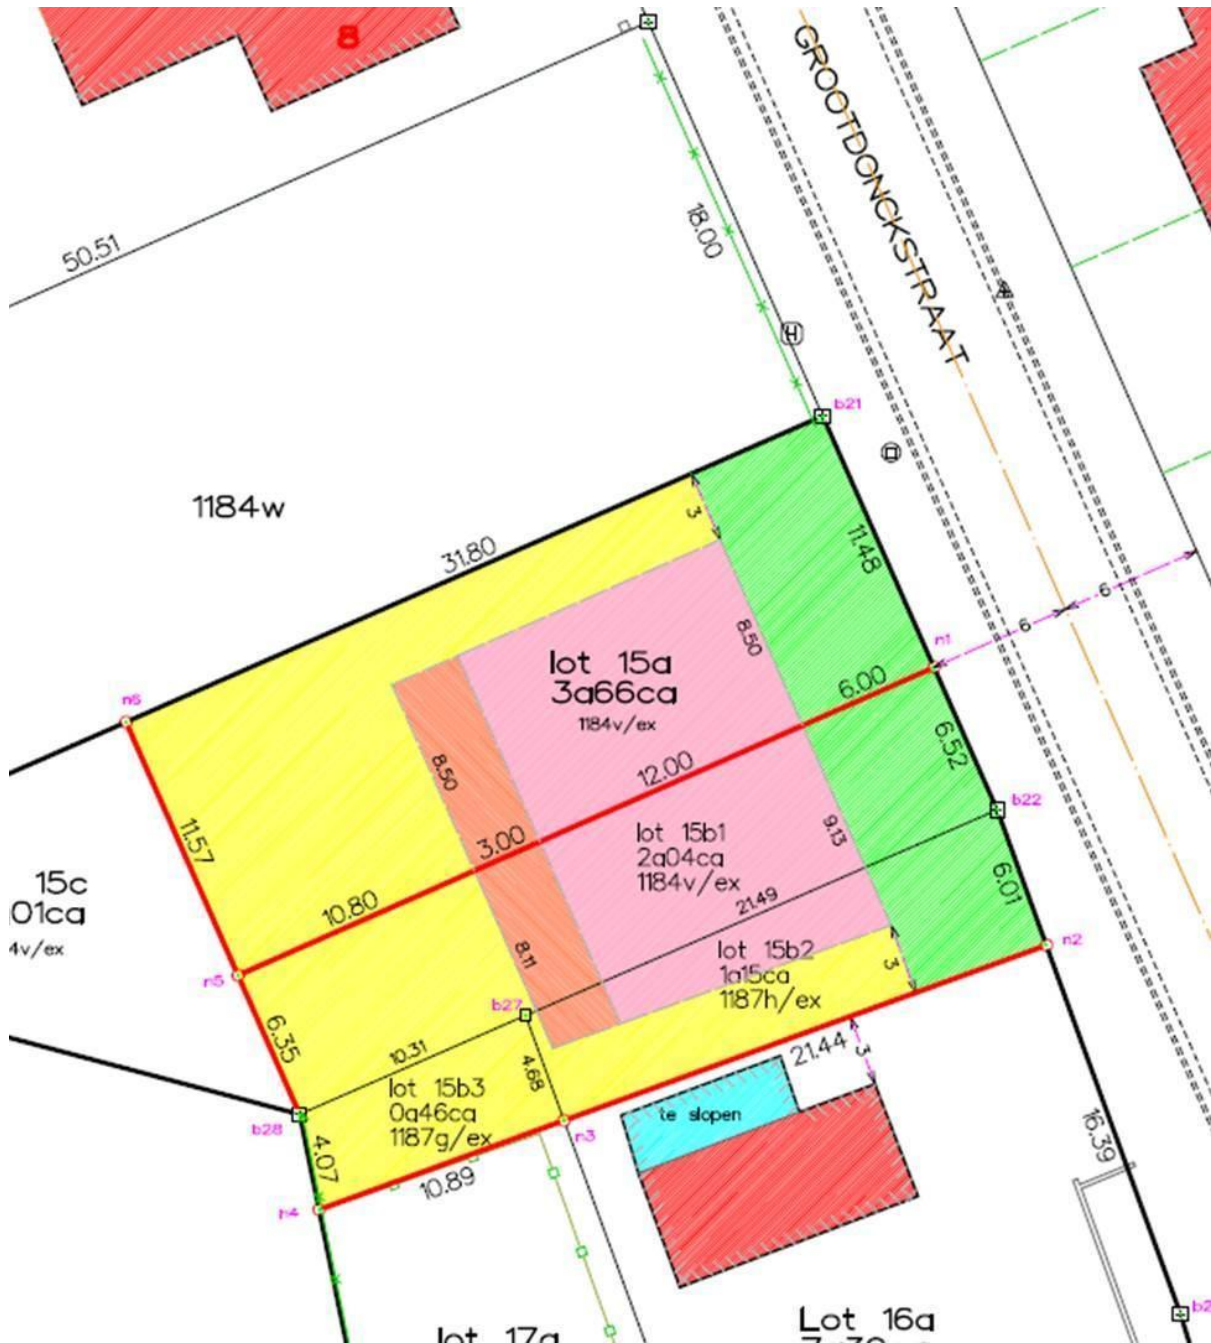 8
GROOTDONCKSTRAAT
18.00
50.51
H
b21
1184w
31.80
3
11.48
6
6
n1
8.50
lot 15a
3a66ca
1184v/ex
6.00
n6
6.52
12.00
8.50
b22
11.57
3.00
lot 15b1
2a04ca
1184v/ex
9.13
15c
01ca
4v/ex
10.80
21.49
6.01
n2
8.11
lot 15b2
1a15ca
1187h/ex
3
n5
b27
6.35
10.31
4.68
21.44
3
lot 15b3
0a46ca
1187g/ex
te slopen
b28
4.07
n3
16.39
10.89
n4
Lot 16a
lot 17a
b2